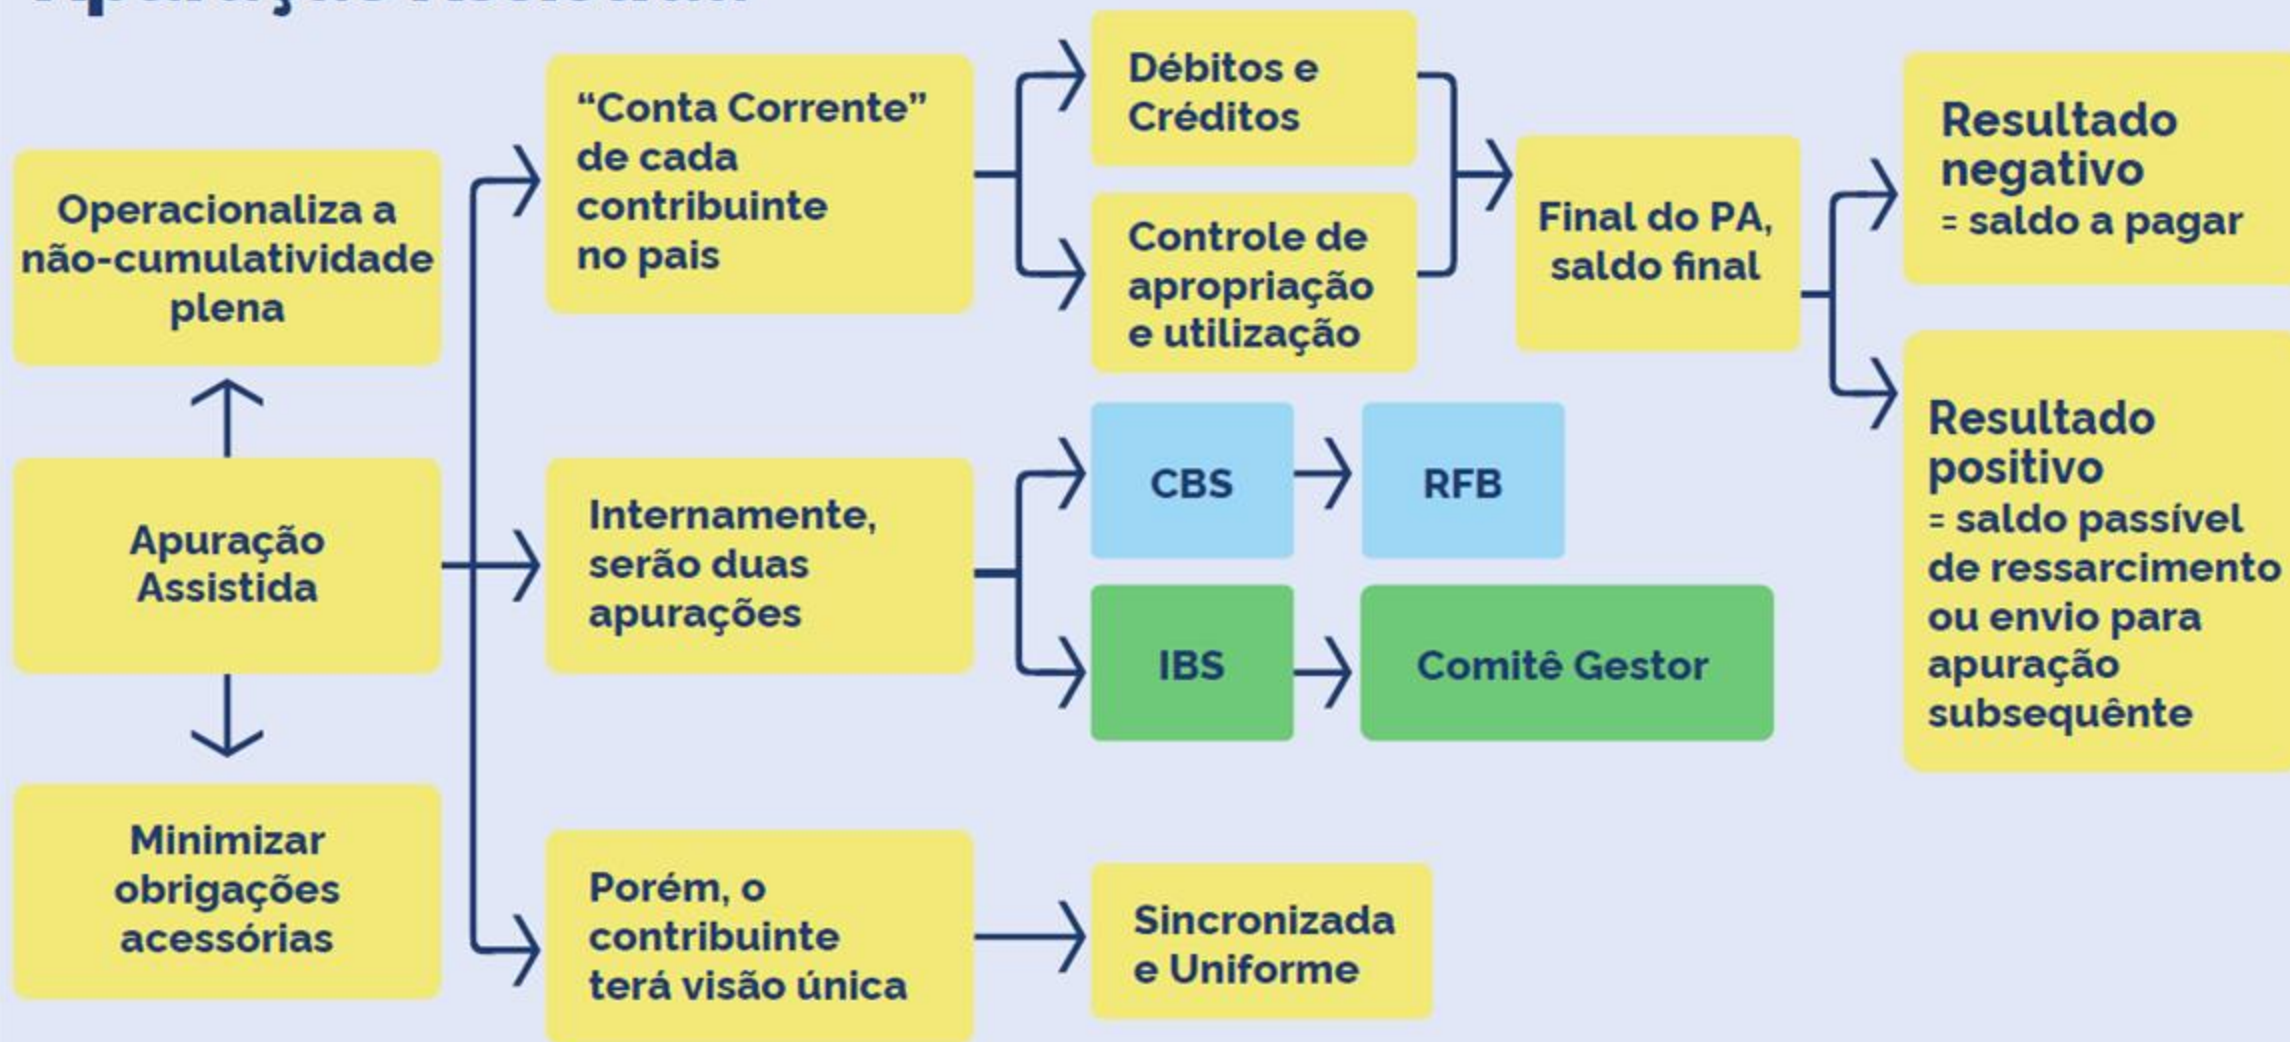 Operacionaliza a
não-cumulatividade
plena
Apuração
Assistida
Minimizar
obrigações
acessórias
“Conta Corrente”
de cada
contribuinte
no pais
Débitos e
Créditos
Controle de
apropriação
e utilização
Final do PA,
saldo final
Resultado
negativo
= saldo a pagar
Resultado
positivo
= saldo passível
de ressarcimento
ou envio para
apuração
subsequênte
Internamente,
serão duas
apurações
CBS
RFB
IBS
Comitê Gestor
Porém, o
contribuinte
terá visão única
Sincronizada
e Uniforme